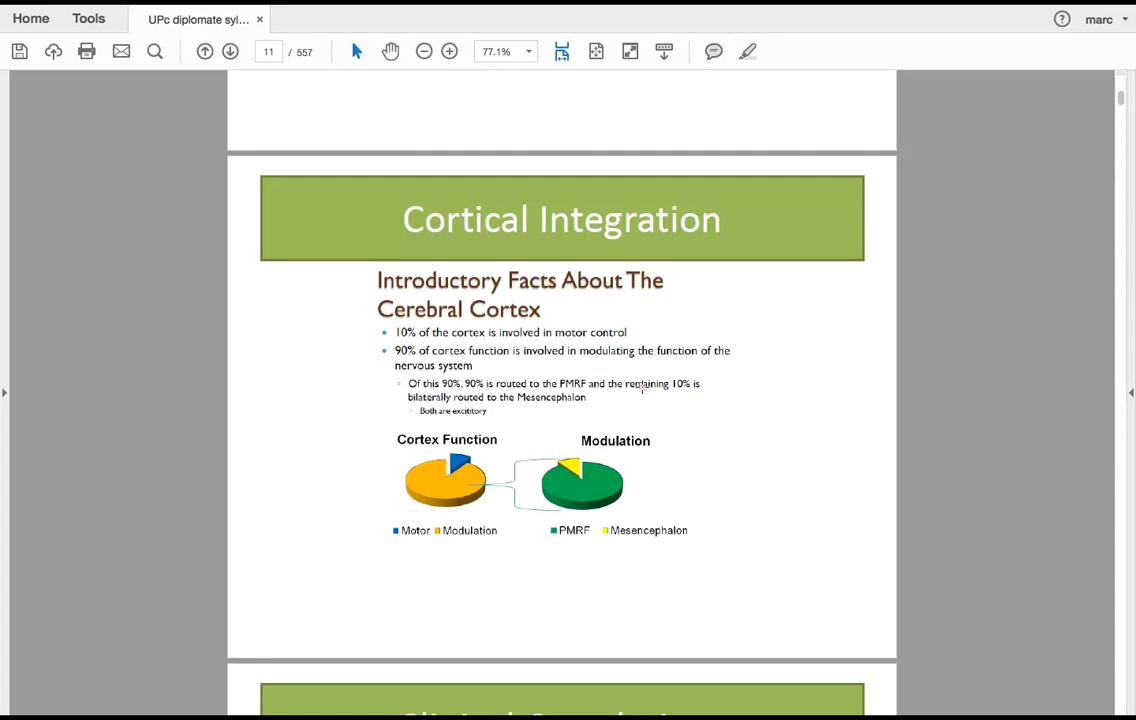 Home Tools UPc diplomate syl... × marc
11 / 557 77.1%
Cortical Integration
Introductory Facts About The
Cerebral Cortex
10% of the cortex is involved in motor control
90% of cortex function is involved in modulating the function of the
nervous system
Of this 90%, 90% is routed to the PMRF and the remaining 10% is
bilaterally routed to the Mesencephalon
Both are excititory
Cortex Function Modulation
Motor Modulation PMRF Mesencephalon